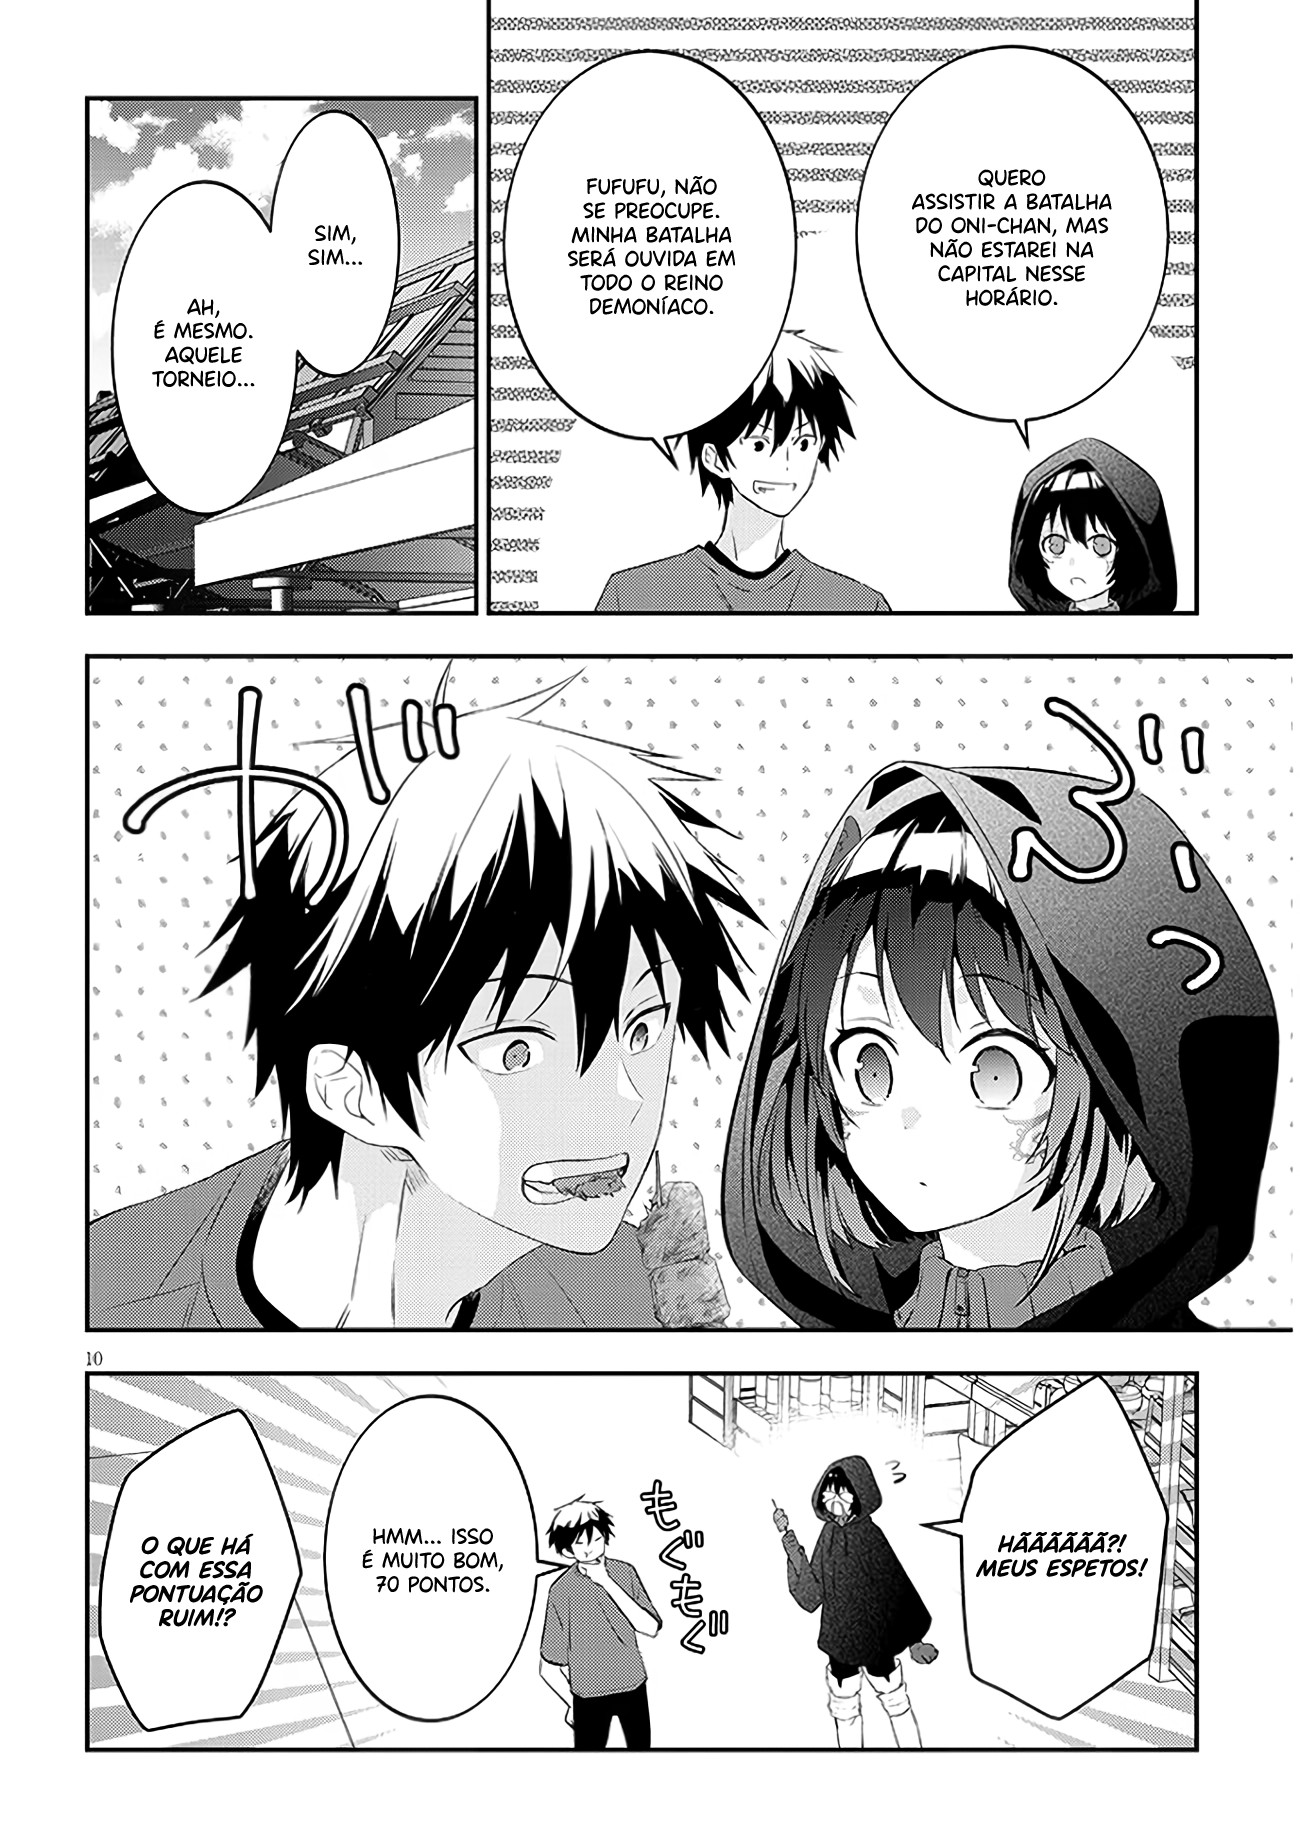 QUERO
ASSISTIR A BATALHA
DO ONI-CHAN, MAS
NÃO ESTAREI NA
CAPITAL NESSE
HORÁRIO.
FUFUFU, NÃO
SE PREOCUPE.
MINHA BATALHA
SERÁ OUVIDA EM
TODO O REINO
DEMONÍACO.
SIM,
SIM...
AH,
É MESMO.
AQUELE
TORNEIO...
10
HÃÃÃÃÃÃ?!
MEUS ESPETOS!
もぐもぐ
HMM... ISSO
É MUITO BOM,
70 PONTOS.
O QUE HÁ
COM ESSA
PONTUAÇÃO
RUIM!?